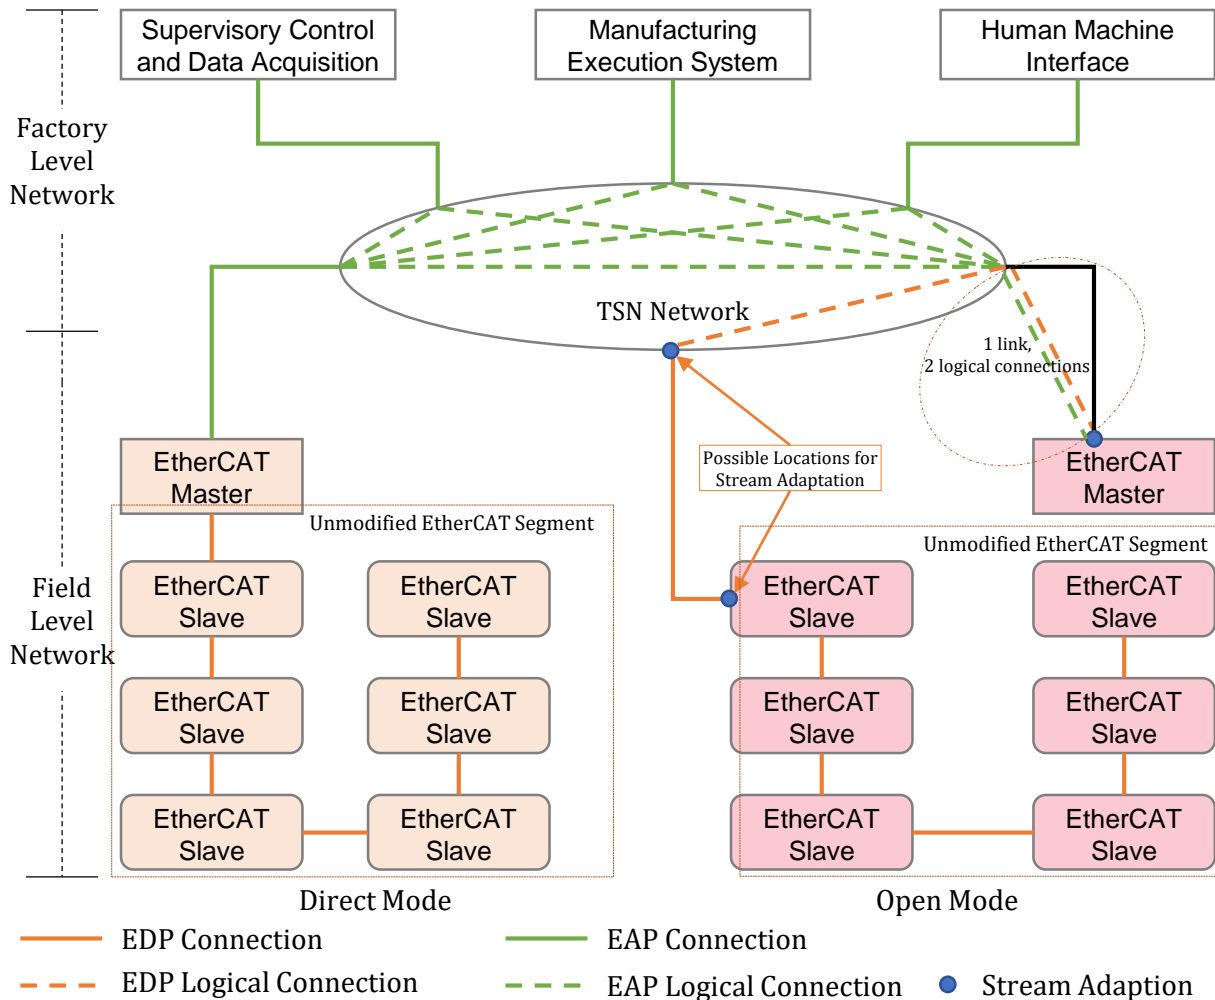 Supervisory Control
and Data Acquisition
Manufacturing
Execution System
Human Machine
Interface
Factory
Level
Network
TSN Network
1 link,
2 logical connections
Possible Locations for
Stream Adaptation
EtherCAT
Master
EtherCAT
Master
Unmodified EtherCAT Segment
Unmodified EtherCAT Segment
Field
Level
Network
EtherCAT
Slave
EtherCAT
Slave
EtherCAT
Slave
EtherCAT
Slave
EtherCAT
Slave
EtherCAT
Slave
EtherCAT
Slave
EtherCAT
Slave
EtherCAT
Slave
EtherCAT
Slave
EtherCAT
Slave
EtherCAT
Slave
Direct Mode
Open Mode
EDP Connection
EAP Connection
EDP Logical Connection
EAP Logical Connection
Stream Adaption